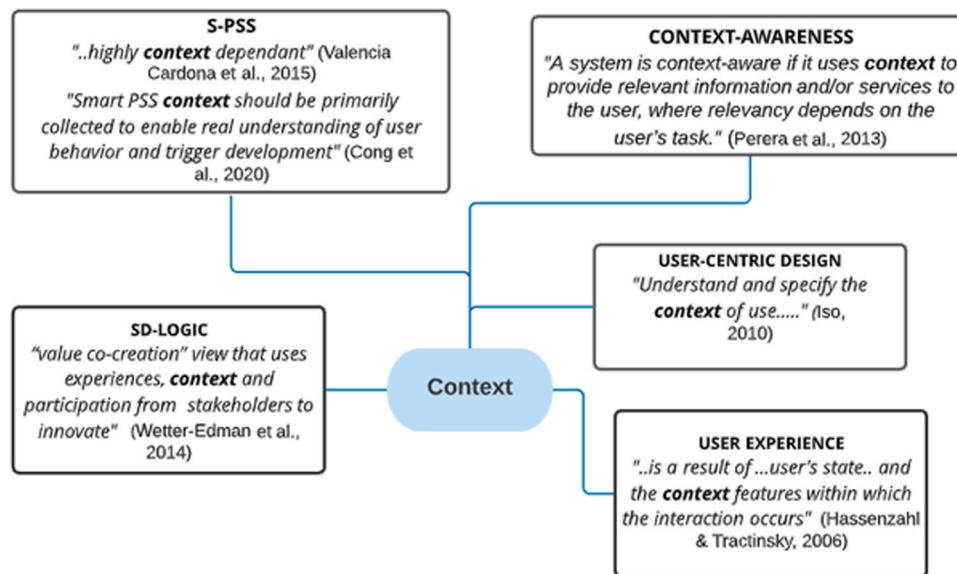 S-PSS
"..highly context dependant" (Valencia
Cardona et al., 2015)
"Smart PSS context should be primarily
collected to enable real understanding of user
behavior and trigger development" (Cong et
al., 2020)
CONTEXT-AWARENESS
"A system is context-aware if it uses context to
provide relevant information and/or services to
the user, where relevancy depends on the
user's task." (Perera et al., 2013)
USER-CENTRIC DESIGN
"Understand and specify the
context of use....." (Iso,
2010)
SD-LOGIC
“value co-creation” view that uses
experiences, context and
participation from stakeholders to
innovate" (Wetter-Edman et al.,
2014)
Context
USER EXPERIENCE
"..is a result of ...user's state.. and
the context features within which
the interaction occurs" (Hassenzahl
& Tractinsky, 2006)